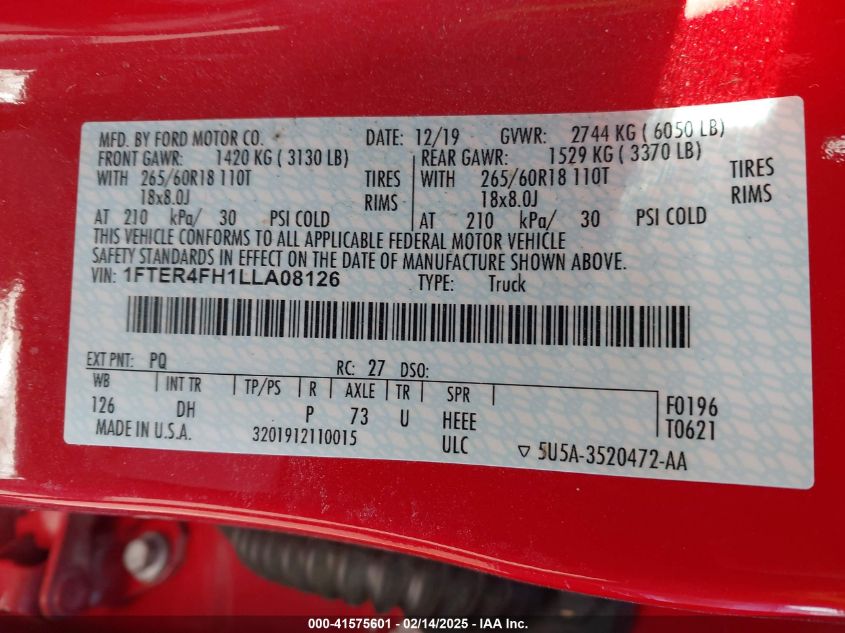 MFD. BY FORD MOTOR CO. DATE: 12/19 GVWR: 2744 KG ( 6050 LB)
FRONT GAWR: 1420 KG ( 3130 LB) REAR GAWR: 1529 KG ( 3370 LB)
WITH 265/60R18 110T TIRES WITH 265/60R18 110T TIRES
18x8.0J RIMS 18x8.0J RIMS
AT 210 kPa/ 30 PSI COLD AT 210 kPa/ 30 PSI COLD
THIS VEHICLE CONFORMS TO ALL APPLICABLE FEDERAL MOTOR VEHICLE
SAFETY STANDARDS IN EFFECT ON THE DATE OF MANUFACTURE SHOWN ABOVE.
VIN: 1FTER4FH1LLA08126 TYPE: Truck
EXT PNT: PQ RC: 27 DSO:
WB INT TR TP/PS R AXLE TR SPR
126 DH P 73 U HEEE F0196
ULC T0621
MADE IN U.S.A. 3201912110015 ▽ 5U5A-3520472-AA
000-41575601 - 02/14/2025 - IAA Inc.